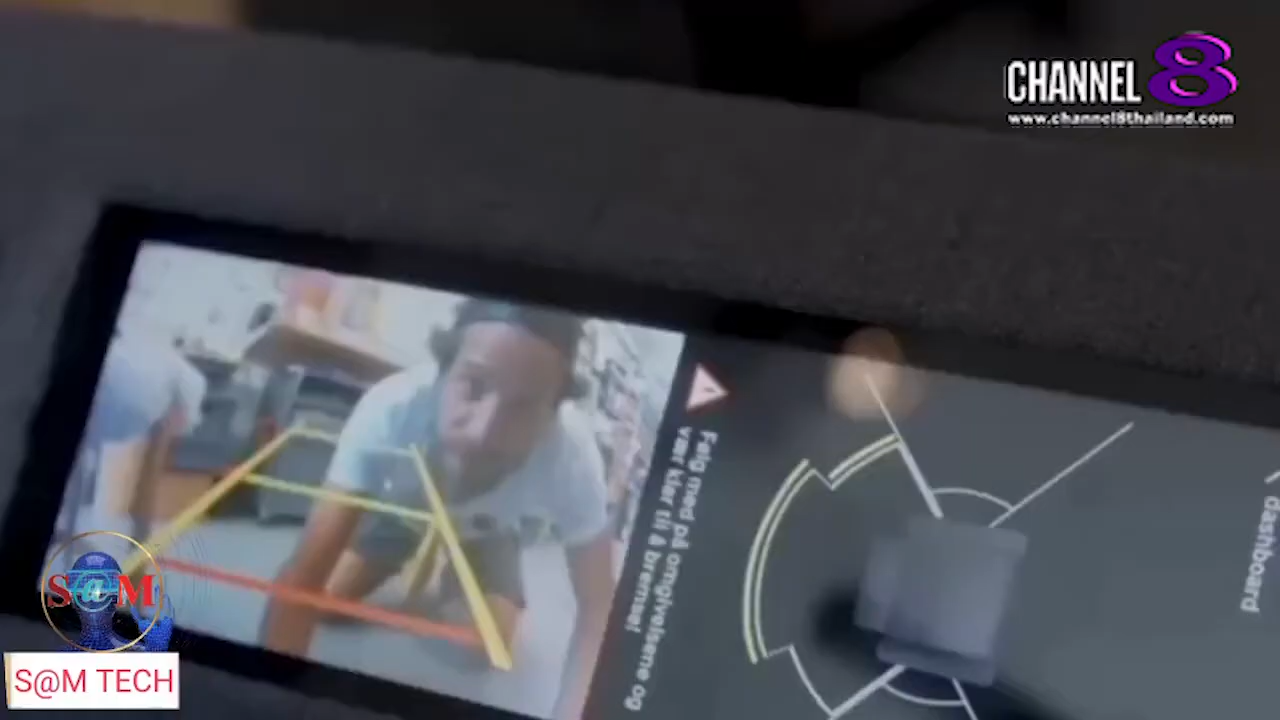 CHANNEL 8
www.channel8thailand.com
Følg med på omgivelsene og
vær klar til å bremse!
dashboard
S@M
S@M TECH